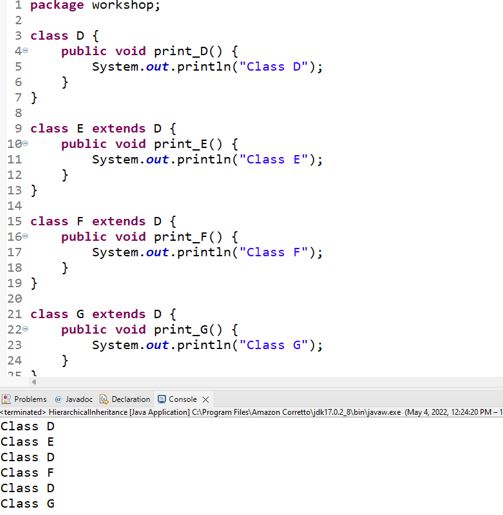 1 package workshop;
2
3 class D {
4 public void print_D() {
5 System.out.println("Class D");
6 }
7 }
8
9 class E extends D {
10 public void print_E() {
11 System.out.println("Class E");
12 }
13 }
14
15 class F extends D {
16 public void print_F() {
17 System.out.println("Class F");
18 }
19 }
20
21 class G extends D {
22 public void print_G() {
23 System.out.println("Class G");
24 }
25 }
Problems @ Javadoc Declaration Console
<terminated> HierarchicalInheritance [Java Application] C:\Program Files\Amazon Corretto\jdk17.0.2_8\bin\javaw.exe (May 4, 2022, 12:24:20 PM – 1
Class D
Class E
Class D
Class F
Class D
Class G